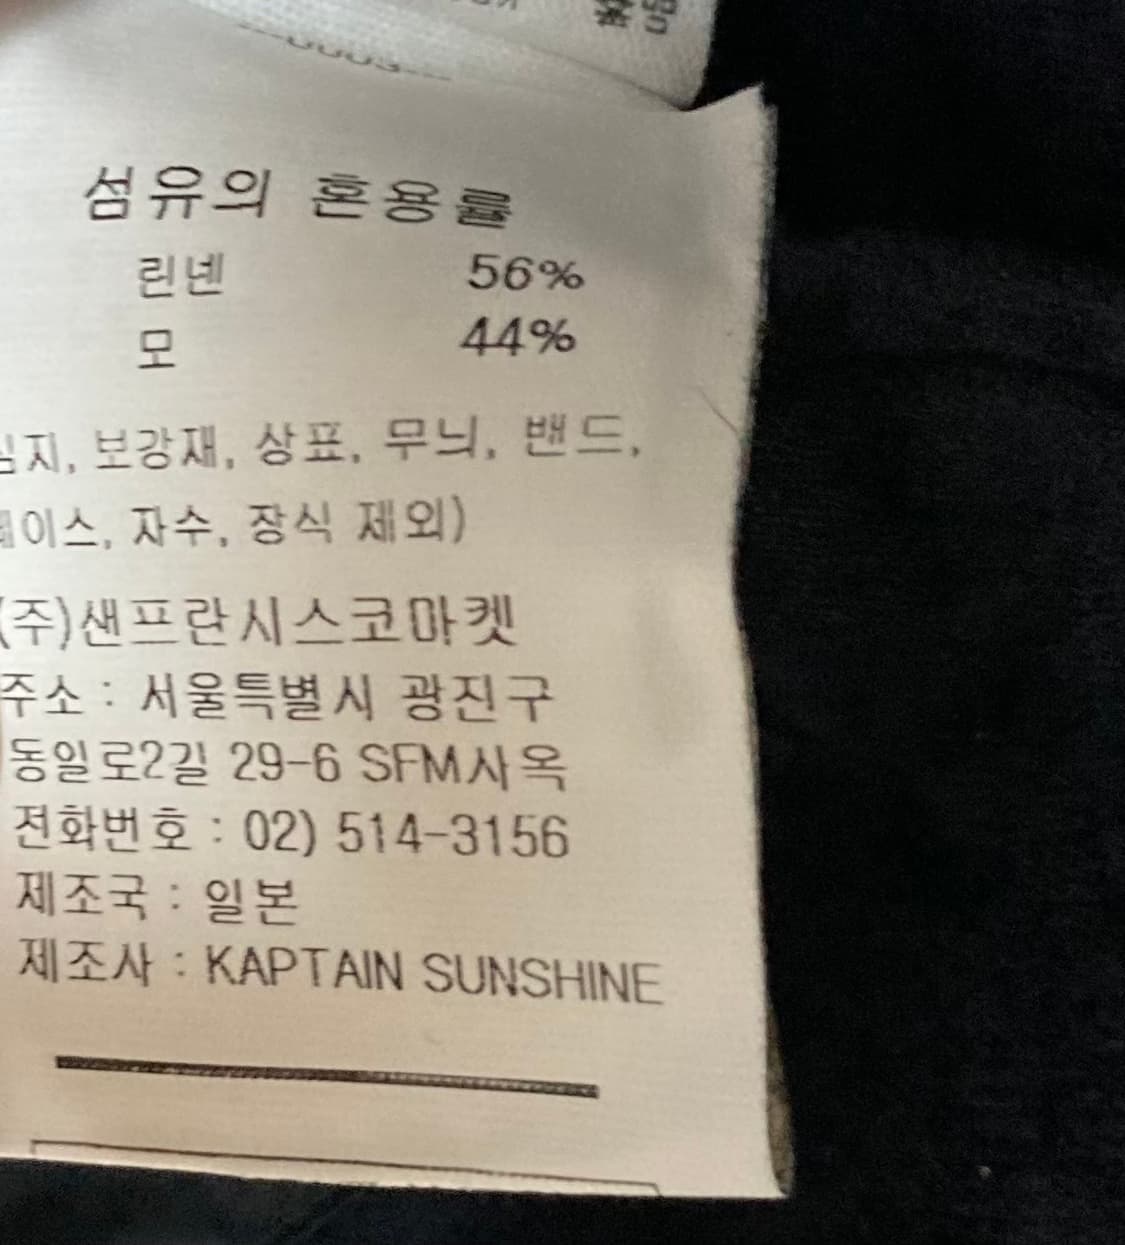 섬유의 혼용률
린넨 56%
모 44%
심지, 보강재, 상표, 무늬, 밴드,
레이스, 자수, 장식 제외)
(주)샌프란시스코마켓
주소 : 서울특별시 광진구
동일로2길 29-6 SFM사옥
전화번호 : 02) 514-3156
제조국 : 일본
제조사 : KAPTAIN SUNSHINE